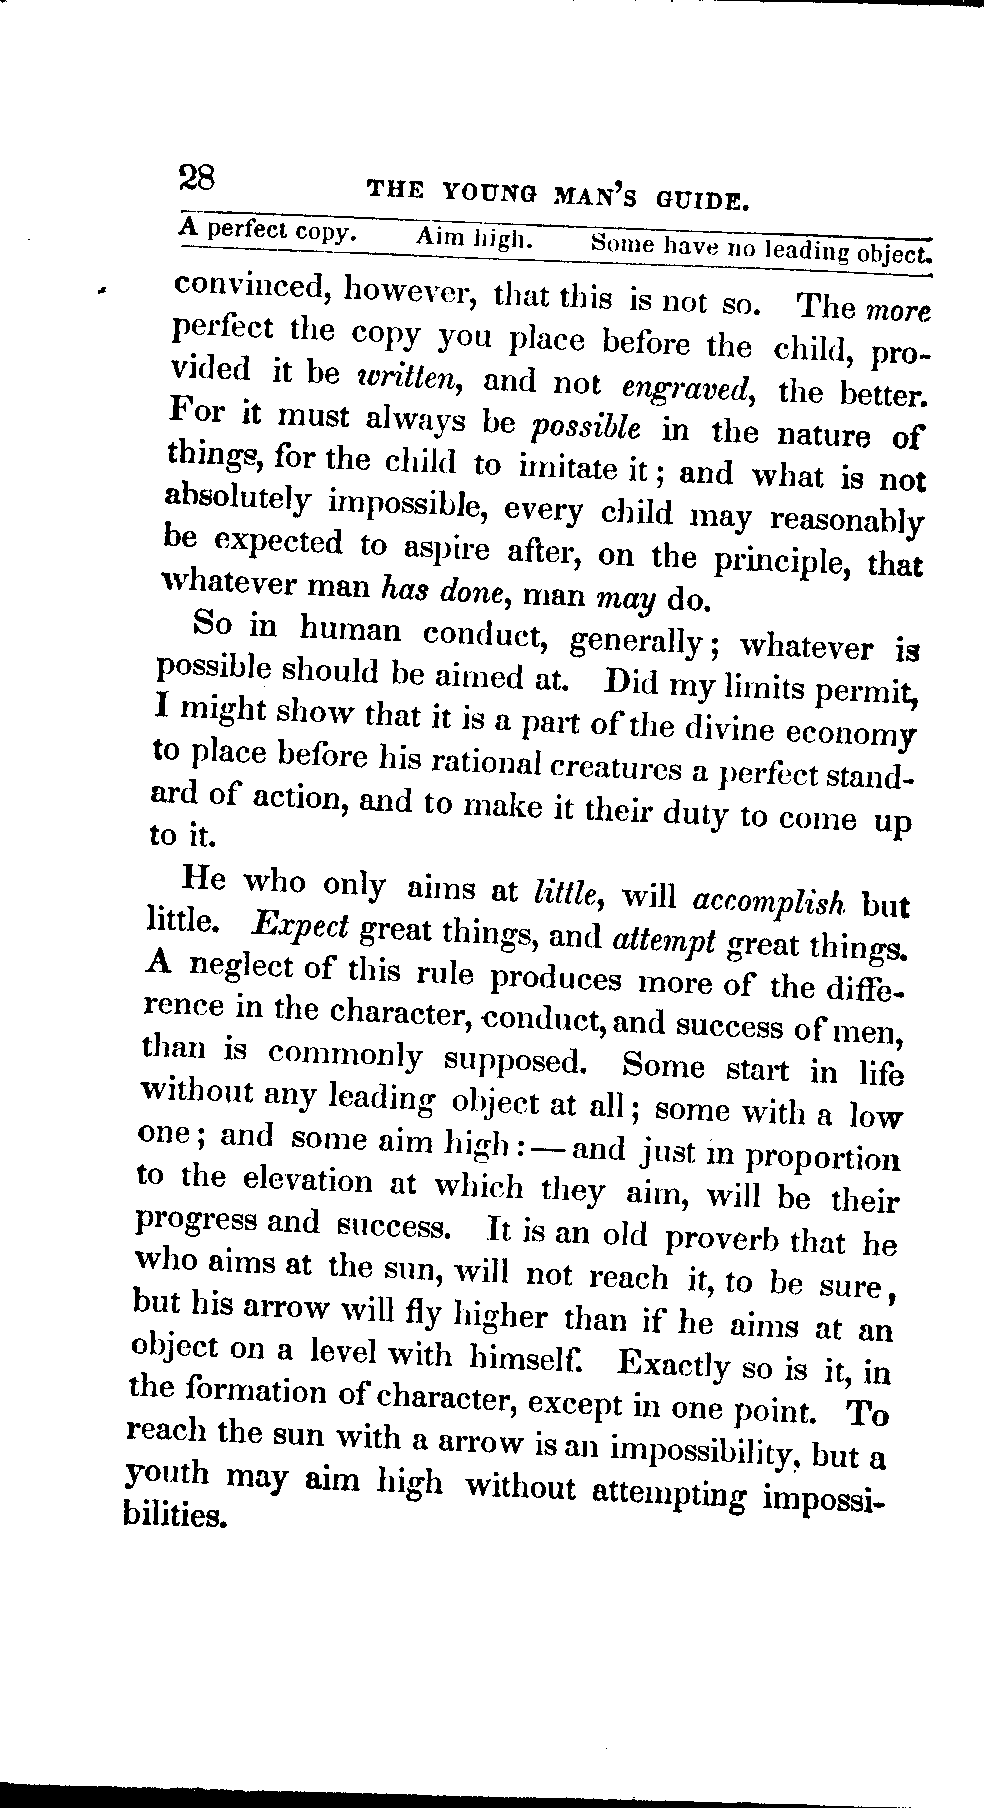 28 THE YOUNG MAN'S GUIDE.
A perfect copy. Aim high. Some have no leading object.
convinced, however, that this is not so. The more
perfect the copy you place before the child, pro-
vided it be written, and not engraved, the better.
For it must always be possible in the nature of
things, for the child to imitate it; and what is not
absolutely impossible, every child may reasonably
be expected to aspire after, on the principle, that
whatever man has done, man may do.
So in human conduct, generally; whatever is
possible should be aimed at. Did my limits permit,
I might show that it is a part of the divine economy
to place before his rational creatures a perfect stand-
ard of action, and to make it their duty to come up
to it.
He who only aims at little, will accomplish but
little. Expect great things, and attempt great things.
A neglect of this rule produces more of the diffe-
rence in the character, conduct, and success of men,
than is commonly supposed. Some start in life
without any leading object at all; some with a low
one; and some aim high:—and just in proportion
to the elevation at which they aim, will be their
progress and success. It is an old proverb that he
who aims at the sun, will not reach it, to be sure,
but his arrow will fly higher than if he aims at an
object on a level with himself. Exactly so is it, in
the formation of character, except in one point. To
reach the sun with a arrow is an impossibility, but a
youth may aim high without attempting impossi-
bilities.